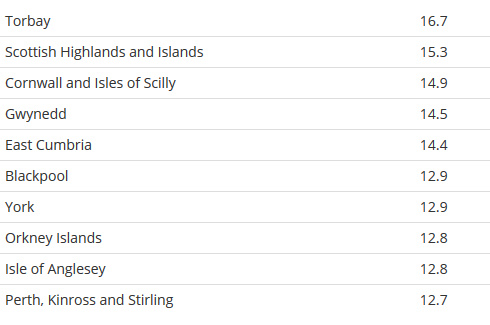 Torbay 16.7
Scottish Highlands and Islands 15.3
Cornwall and Isles of Scilly 14.9
Gwynedd 14.5
East Cumbria 14.4
Blackpool 12.9
York 12.9
Orkney Islands 12.8
Isle of Anglesey 12.8
Perth, Kinross and Stirling 12.7